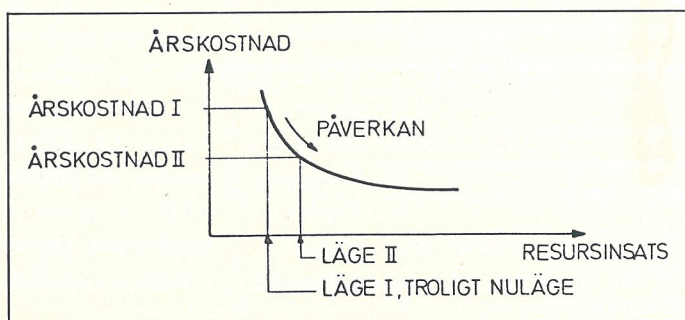 ÅRSKOSTNAD
ÅRSKOSTNAD I
PÅVERKAN
ÅRSKOSTNAD II
LÄGE II
RESURSINSATS
LÄGE I, TROLIGT NULÄGE